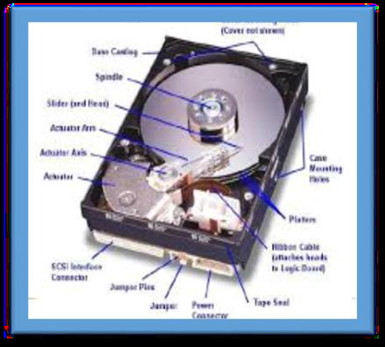 (Cover not shown)
Base Casting
Spindle
Slider (and Head)
Actuator Arm
Actuator Axis
Actuator
Case
Mounting
Holes
Platters
Ribbon Cable
(attaches heads
to Logic Board)
SCSI Interface
Connector
Jumper Pins
Jumper
Power
Connector
Tape Seal